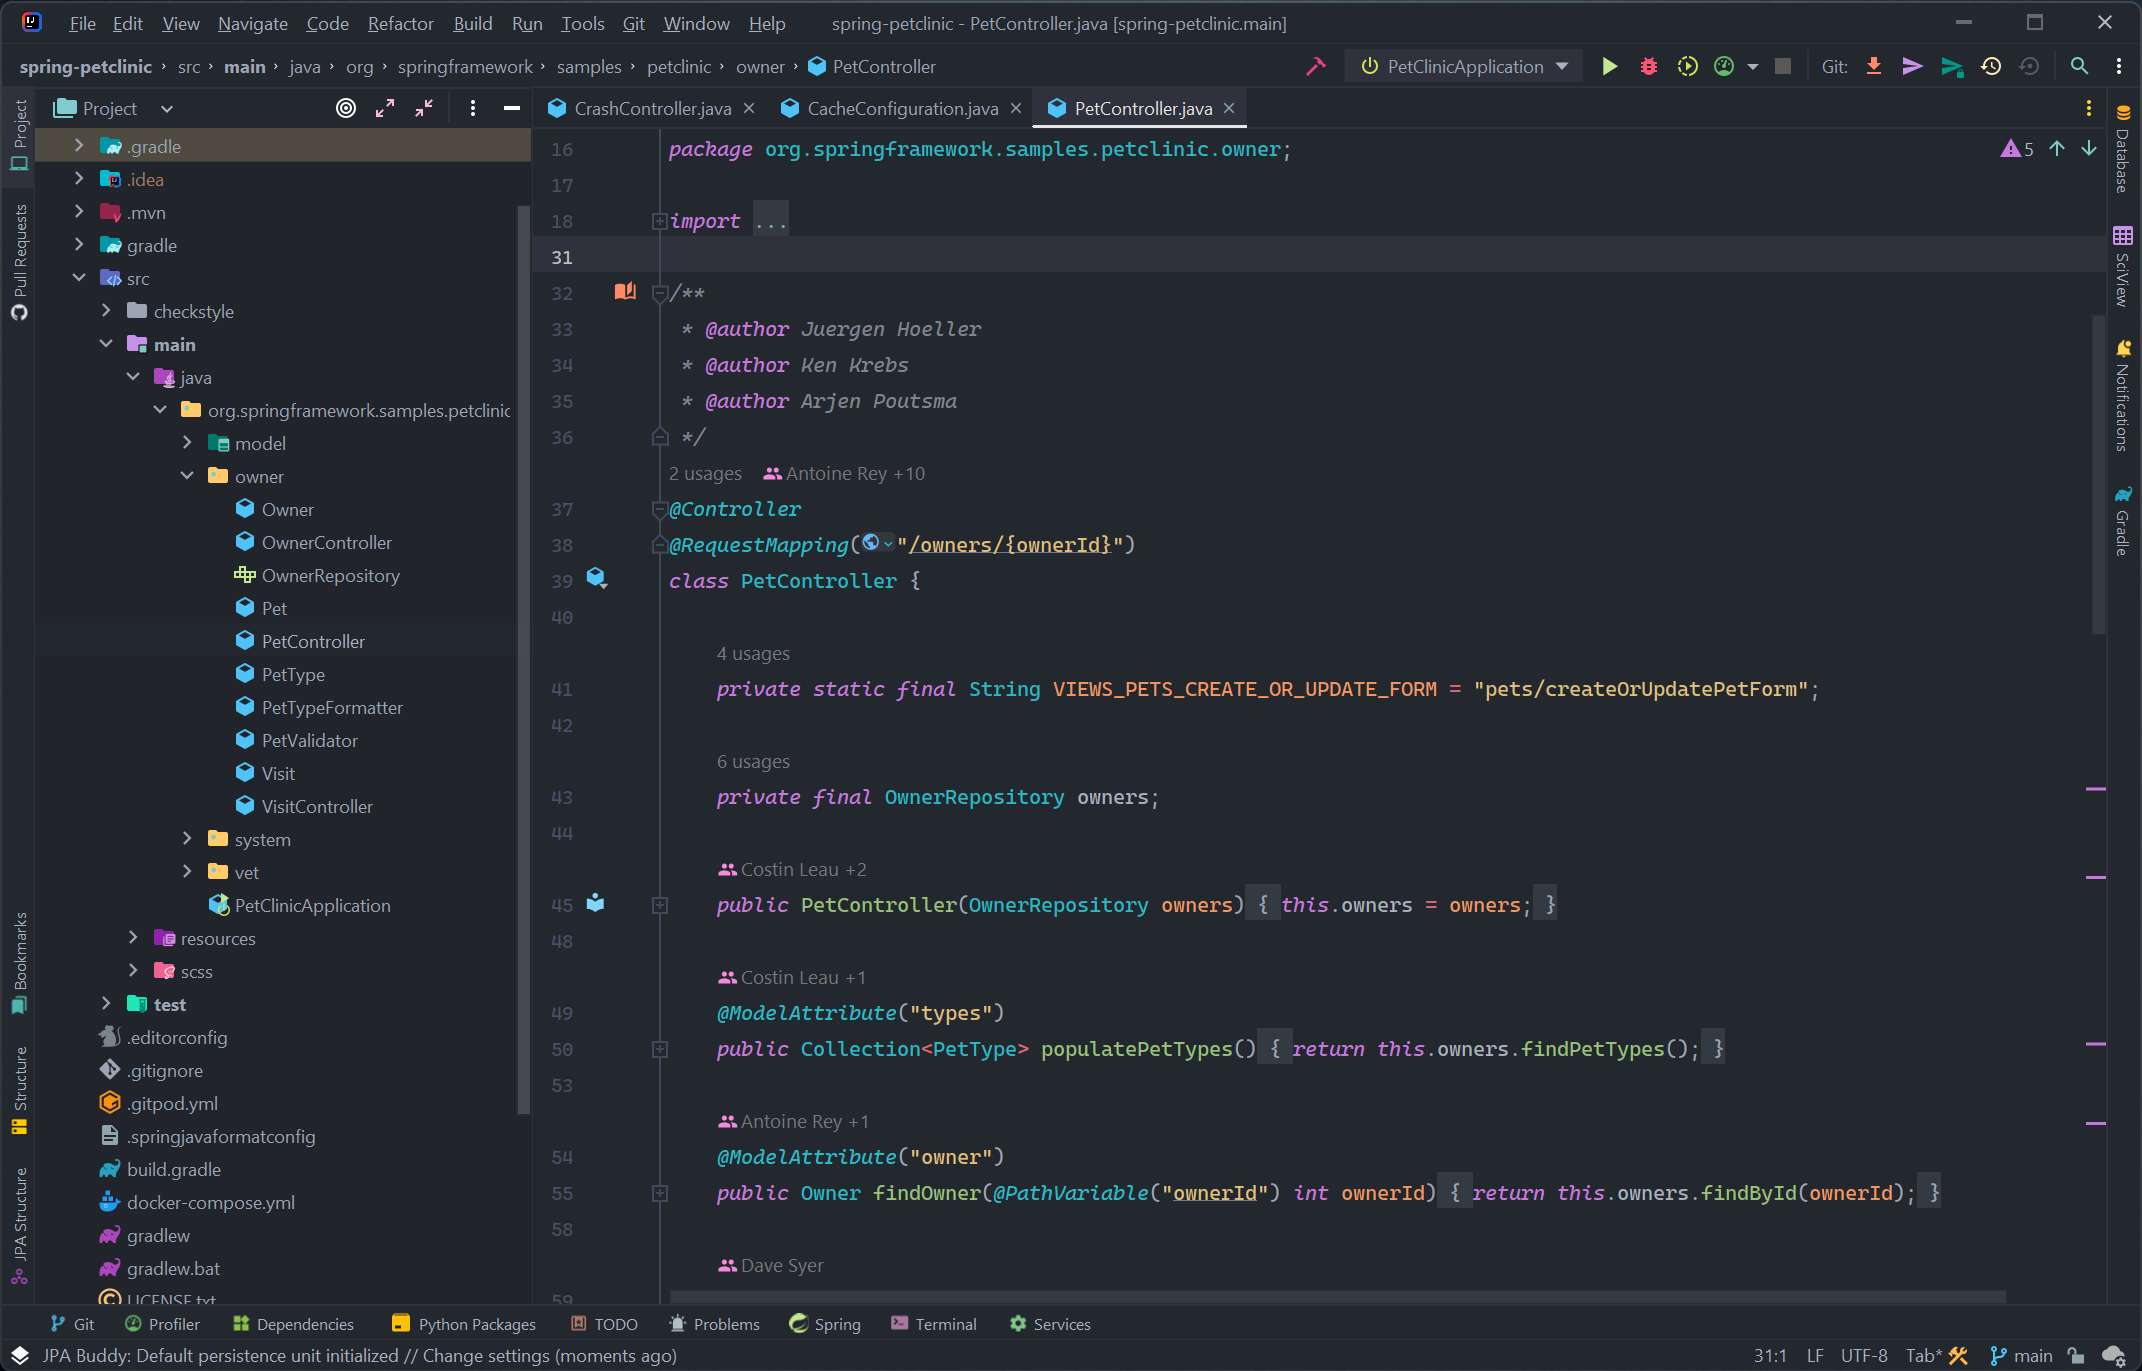 File Edit View Navigate Code Refactor Build Run Tools Git Window Help spring-petclinic - PetController.java [spring-petclinic.main]
spring-petclinic › src › main › java › org › springframework › samples › petclinic › owner › PetController
PetClinicApplication
Git:
Project
CrashController.java
CacheConfiguration.java
PetController.java
Project
Pull Requests
Bookmarks
Structure
JPA Structure
.gradle
.idea
.mvn
gradle
src
checkstyle
main
java
org.springframework.samples.petclinic
model
owner
Owner
OwnerController
OwnerRepository
Pet
PetController
PetType
PetTypeFormatter
PetValidator
Visit
VisitController
system
vet
PetClinicApplication
resources
scss
test
.editorconfig
.gitignore
.gitpod.yml
.springjavaformatconfig
build.gradle
docker-compose.yml
gradlew
gradlew.bat
LICENSE.txt
16 package org.springframework.samples.petclinic.owner;
5
17
18 import ...
31
32 /**
33 * @author Juergen Hoeller
34 * @author Ken Krebs
35 * @author Arjen Poutsma
36 */
2 usages Antoine Rey +10
37 @Controller
38 @RequestMapping("/owners/{ownerId}")
39 class PetController {
40
4 usages
41 private static final String VIEWS_PETS_CREATE_OR_UPDATE_FORM = "pets/createOrUpdatePetForm";
42
6 usages
43 private final OwnerRepository owners;
44
Costin Leau +2
45 public PetController(OwnerRepository owners) { this.owners = owners; }
48
Costin Leau +1
49 @ModelAttribute("types")
50 public Collection<PetType> populatePetTypes() { return this.owners.findPetTypes(); }
53
Antoine Rey +1
54 @ModelAttribute("owner")
55 public Owner findOwner(@PathVariable("ownerId") int ownerId) { return this.owners.findById(ownerId); }
58
Dave Syer
59
Database
SciView
Notifications
Gradle
Git Profiler Dependencies Python Packages TODO Problems Spring Terminal Services
JPA Buddy: Default persistence unit initialized // Change settings (moments ago)
31:1 LF UTF-8 Tab* main